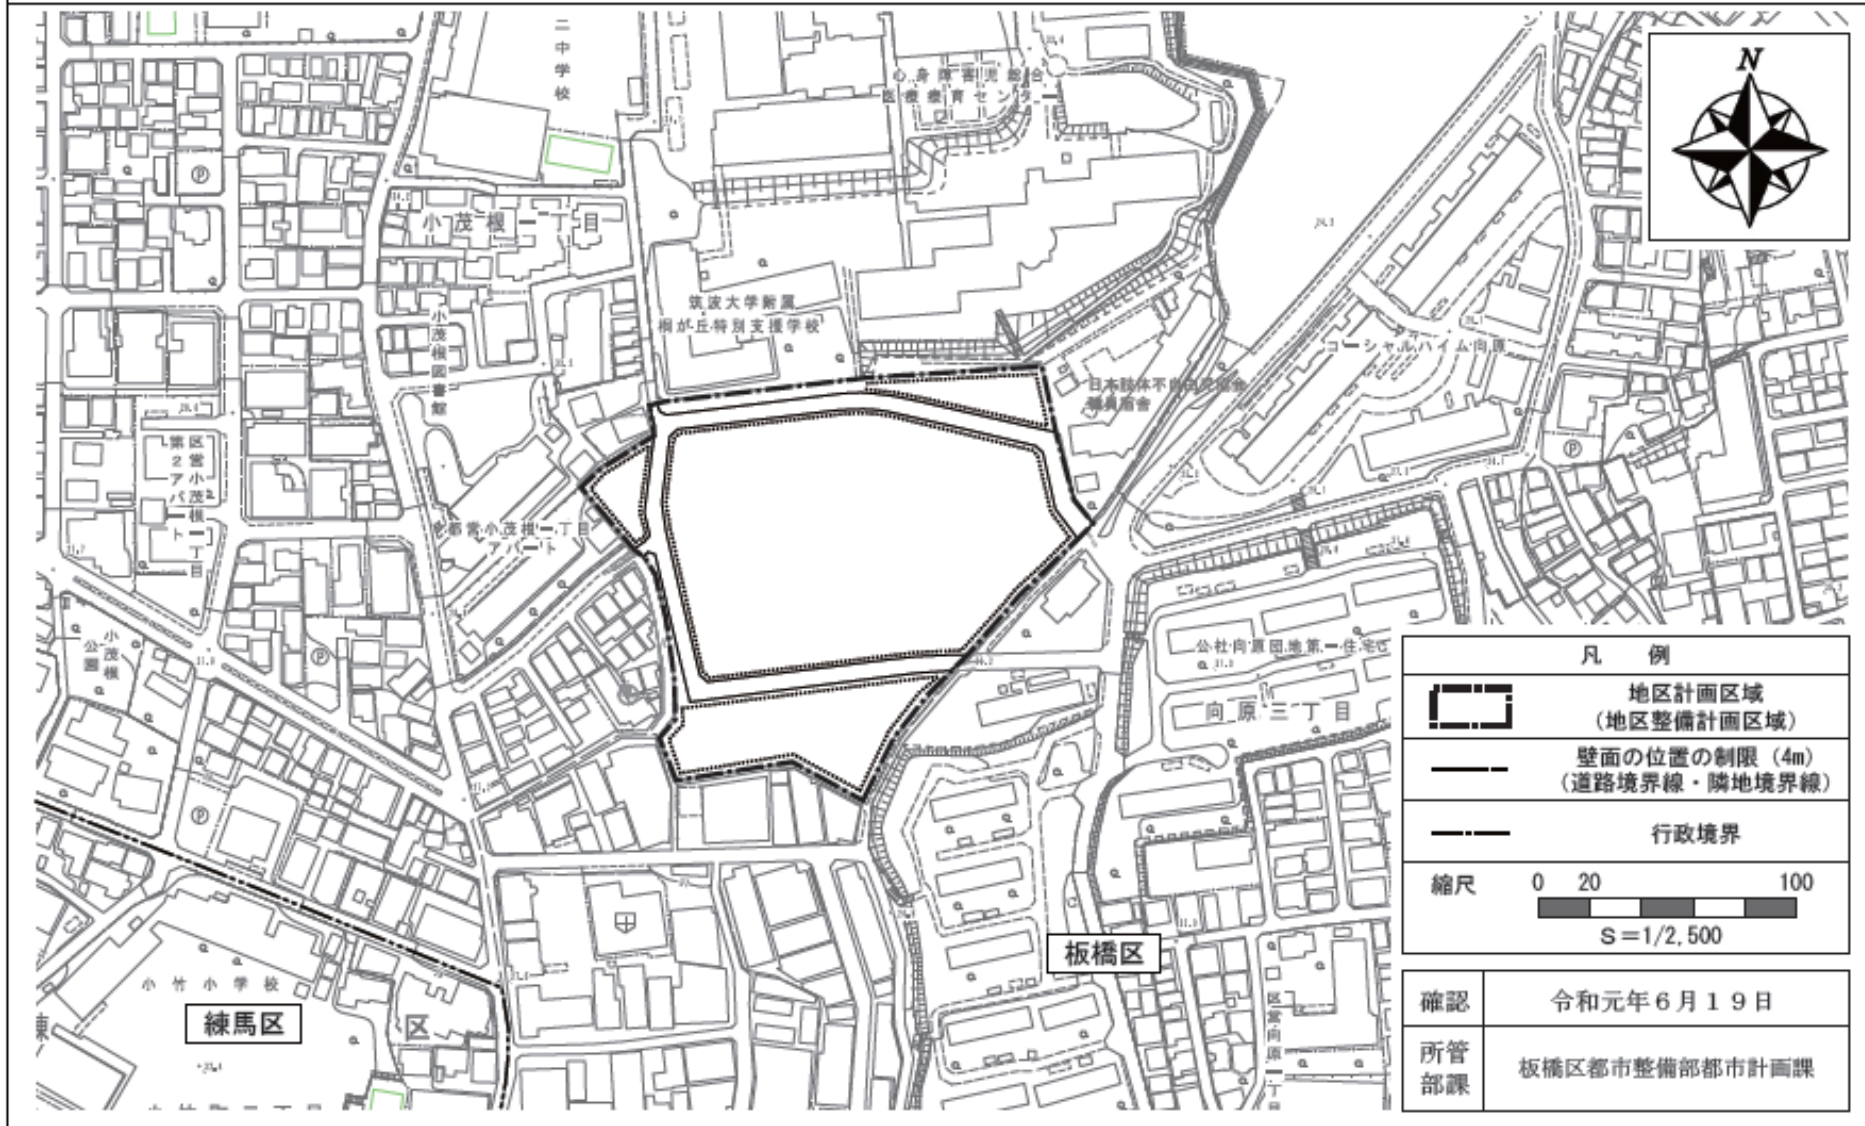 二中学校
心身障害児総合
医療療育センター
N
小茂根一丁目
筑波大学附属
桐が丘特別支援学校
小茂根図書館
コーシャルハイム向原
日本肢体不自由児協会
職員宿舎
区営小茂根一丁目
第2アパート
都営小茂根一丁目
アパート
小茂根
公園
公社向原団地第一住宅
向原三丁目
凡 例
地区計画区域
(地区整備計画区域)
壁面の位置の制限（4m）
(道路境界線・隣地境界線)
行政境界
縮尺 0 20 100
S＝1/2,500
板橋区
小竹小学校
練馬区
区
練
区営向原一丁目
確認 令和元年6月19日
所管部課 板橋区都市整備部都市計画課